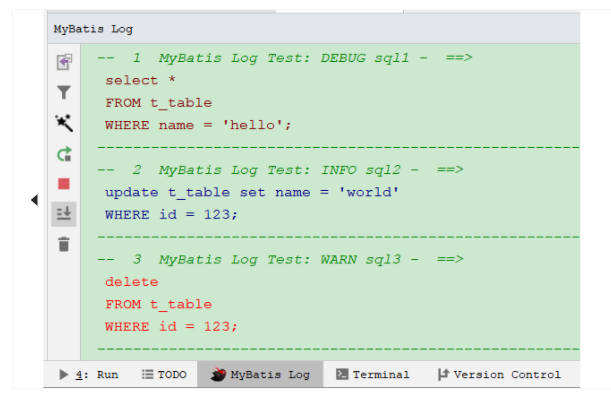 MyBatis Log
-- 1 MyBatis Log Test: DEBUG sql1 - ==>
select *
FROM t_table
WHERE name = 'hello';
------------------------------------------------------
-- 2 MyBatis Log Test: INFO sql2 - ==>
update t_table set name = 'world'
WHERE id = 123;
------------------------------------------------------
-- 3 MyBatis Log Test: WARN sql3 - ==>
delete
FROM t_table
WHERE id = 123;
------------------------------------------------------
4: Run TODO MyBatis Log Terminal Version Control